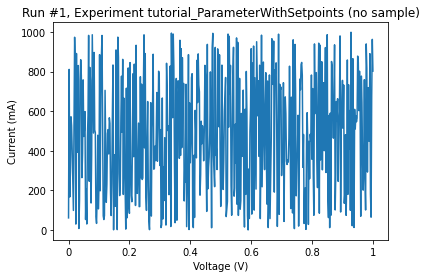 Run #1, Experiment tutorial_ParameterWithSetpoints (no sample)
1000
800
600
400
200
0
Current (mA)
0 0.2 0.4 0.6 0.8 1
Voltage (V)